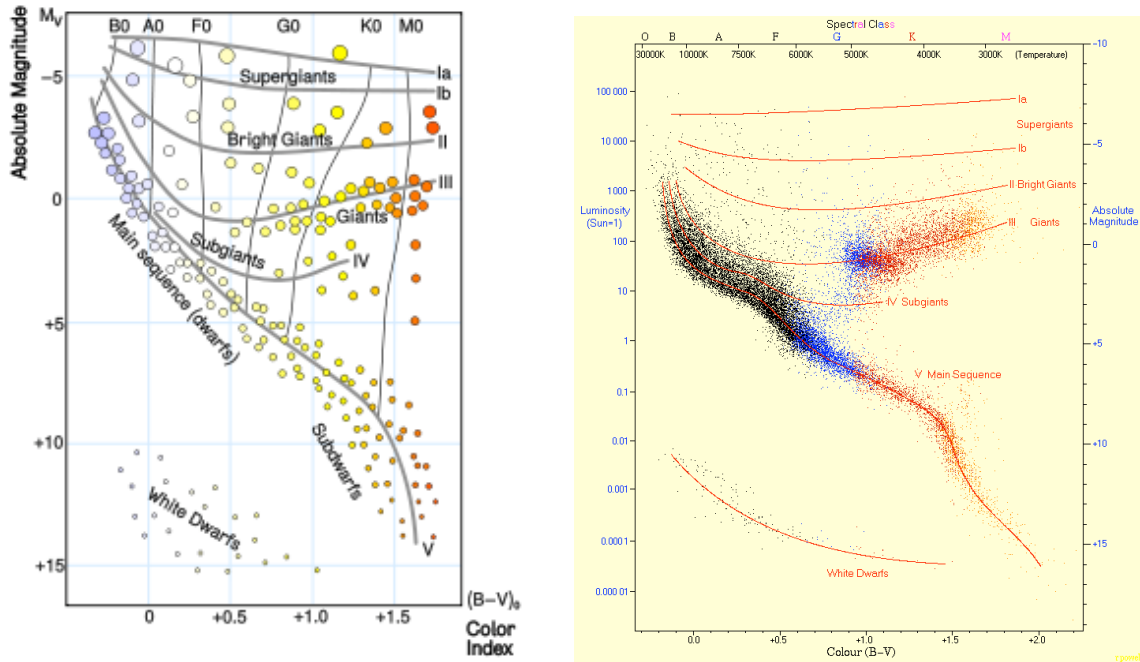 M_V
B0 A0 F0 G0 K0 M0
Absolute Magnitude
−5
0
+5
+10
+15
Ia
Supergiants
Ib
Bright Giants
II
III
Giants
Subgiants
IV
Main sequence (dwarfs)
Subdwarfs
White Dwarfs
V
0 +0.5 +1.0 +1.5
(B−V)₀
Color
Index
Spectral Class
O B A F G K M
30000K 10000K 7500K 6000K 5000K 4000K 3000K (Temperature)
-10
100 000
Ia
Supergiants
10 000
Ib
-5
1000
II Bright Giants
Luminosity
(Sun=1)
III Giants
Absolute
Magnitude
100
0
10
IV Subgiants
1
+5
V Main Sequence
0.1
0.01
+10
0.001
0.0001
+15
White Dwarfs
0.000 01
0.0 +0.5 +1.0 +1.5 +2.0
Colour (B−V)